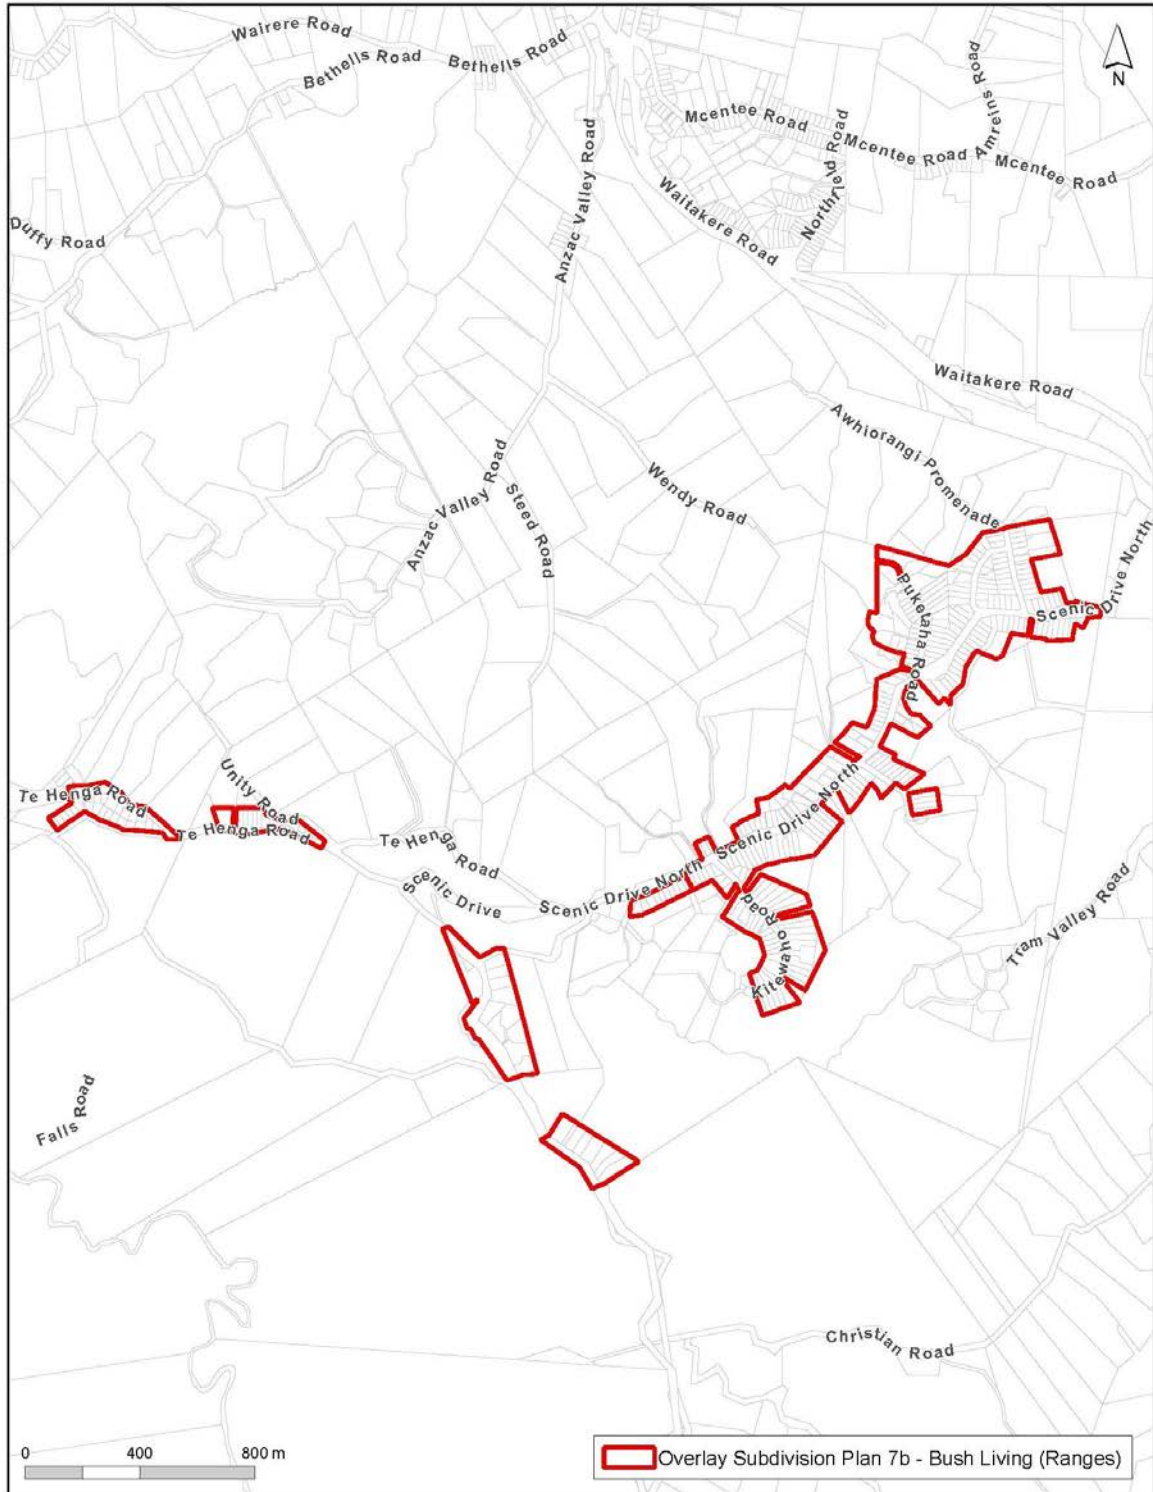 Wairere Road
Bethells Road
Bethells Road
N
Amreins Road
Mcentee Road
Mcentee Road
Mcentee Road
Northfield Road
Anzac Valley Road
Waitakere Road
Duffy Road
Waitakere Road
Awhiorangi Promenade
Anzac Valley Road
Steed Road
Wendy Road
Scenic Drive North
Puketaha Road
Unity Road
Te Henga Road
Te Henga Road
Te Henga Road
Scenic Drive North
Scenic Drive
Scenic Drive North
Kitewaho Road
Tram Valley Road
Falls Road
Christian Road
0 400 800 m
Overlay Subdivision Plan 7b - Bush Living (Ranges)